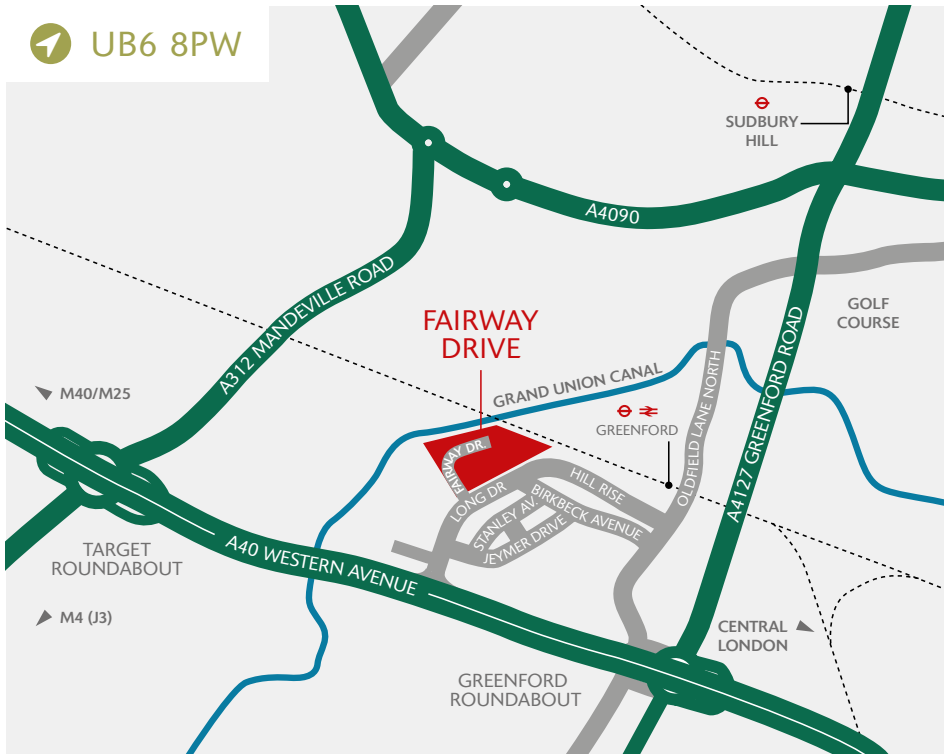 UB6 8PW
SUDBURY
HILL
A4090
A312 MANDEVILLE ROAD
GOLF
COURSE
FAIRWAY
DRIVE
GRAND UNION CANAL
M40/M25
GREENFORD
OLDFIELD LANE NORTH
A4127 GREENFORD ROAD
FAIRWAY DR.
LONG DR
HILL RISE
STANLEY AV.
BIRKBECK AVENUE
JEYMER DRIVE
TARGET
ROUNDABOUT
A40 WESTERN AVENUE
M4 (J3)
CENTRAL
LONDON
GREENFORD
ROUNDABOUT